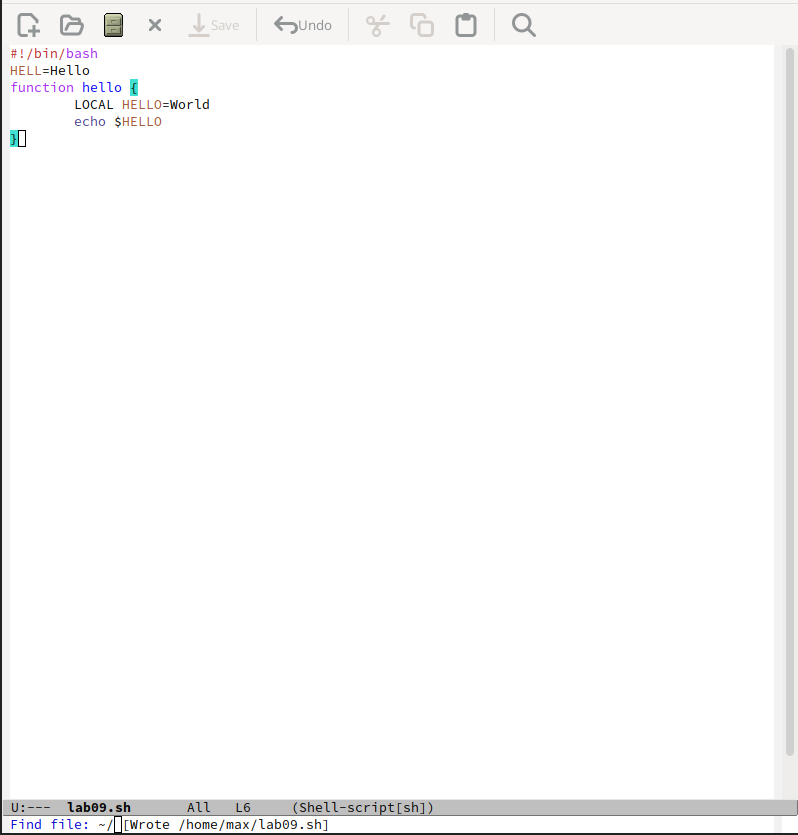 Save Undo
#!/bin/bash
HELL=Hello
function hello {
        LOCAL HELLO=World
        echo $HELLO
}
U:--- lab09.sh All L6 (Shell-script[sh])
Find file: ~/ [Wrote /home/max/lab09.sh]